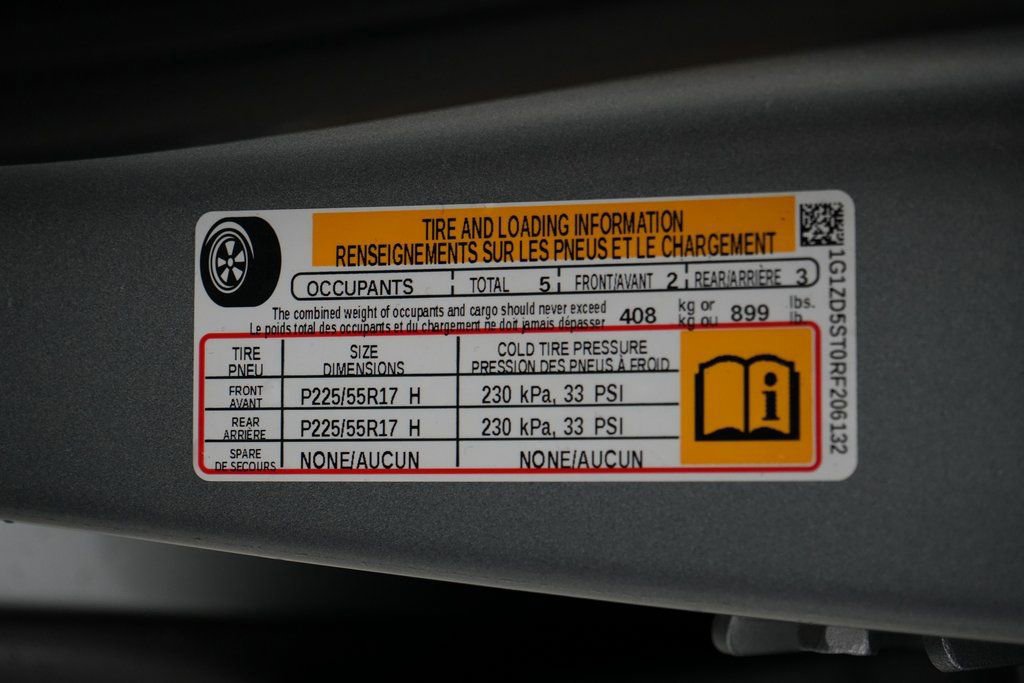 TIRE AND LOADING INFORMATION
RENSEIGNEMENTS SUR LES PNEUS ET LE CHARGEMENT
OCCUPANTS TOTAL 5 FRONT/AVANT 2 REAR/ARRIÈRE 3
The combined weight of occupants and cargo should never exceed 408 kg or 899 lbs.
Le poids total des occupants et du chargement ne doit jamais dépasser kg ou lb.
TIRE SIZE COLD TIRE PRESSURE
PNEU DIMENSIONS PRESSION DES PNEUS À FROID
FRONT
AVANT P225/55R17 H 230 kPa, 33 PSI
REAR
ARRIÈRE P225/55R17 H 230 kPa, 33 PSI
SPARE
DE SECOURS NONE/AUCUN NONE/AUCUN
i
1G1ZD5ST0RF206132